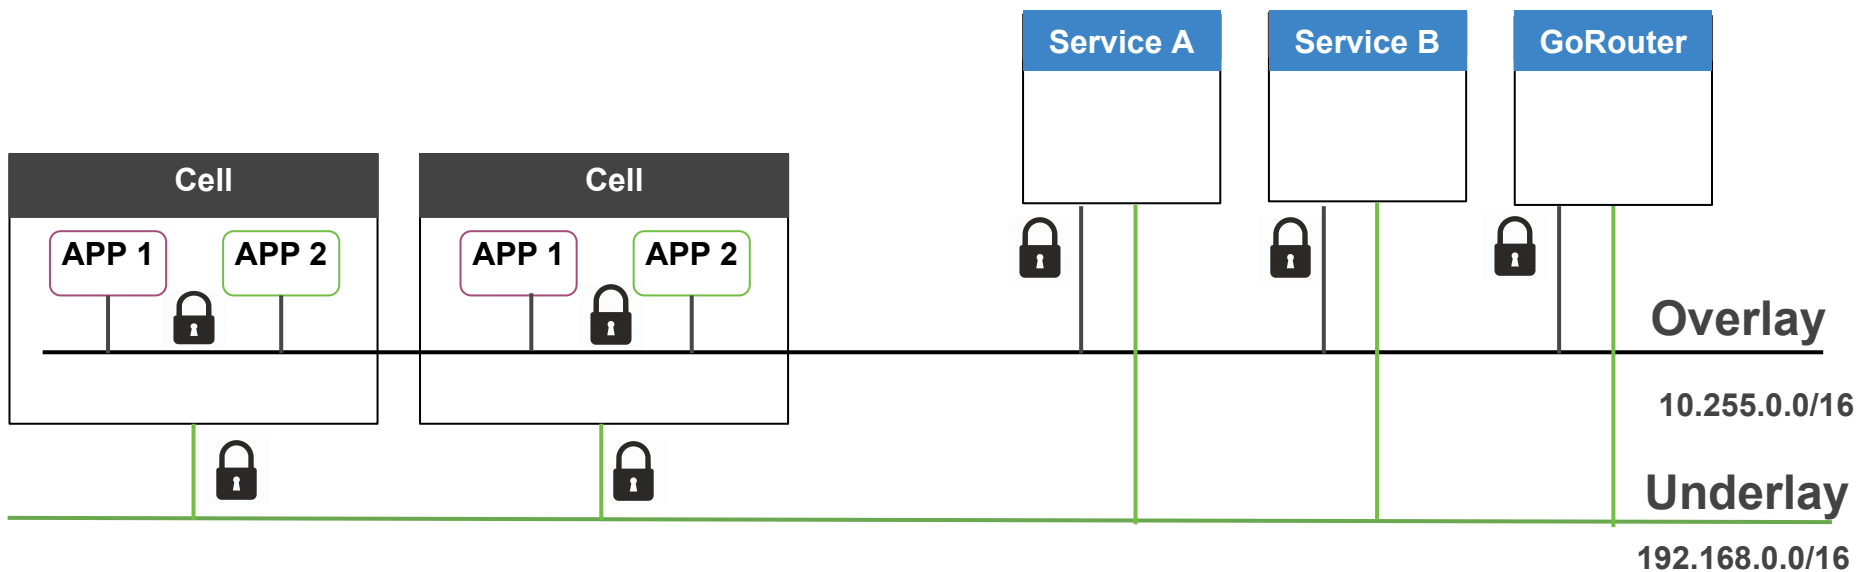 Service A
Service B
GoRouter
Cell
Cell
APP 1
APP 2
APP 1
APP 2
Overlay
10.255.0.0/16
Underlay
192.168.0.0/16